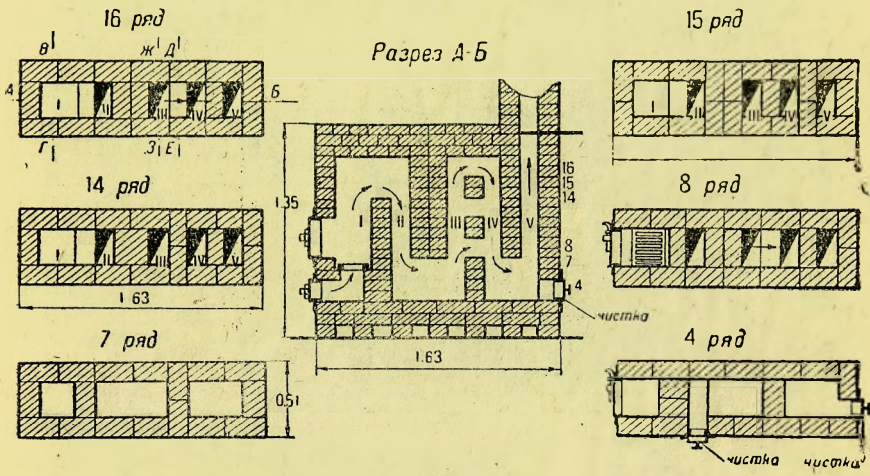 16 ряд
В Ж Д
А Б
I II III IV V
Г З Е
Разрез А-Б
15 ряд
I II III IV V
14 ряд
I II III IV V
1.63
1.35
I II III IV V
16
15
14
8
7
4
чистка
1.63
8 ряд
7 ряд
0.51
4 ряд
чистка чистка